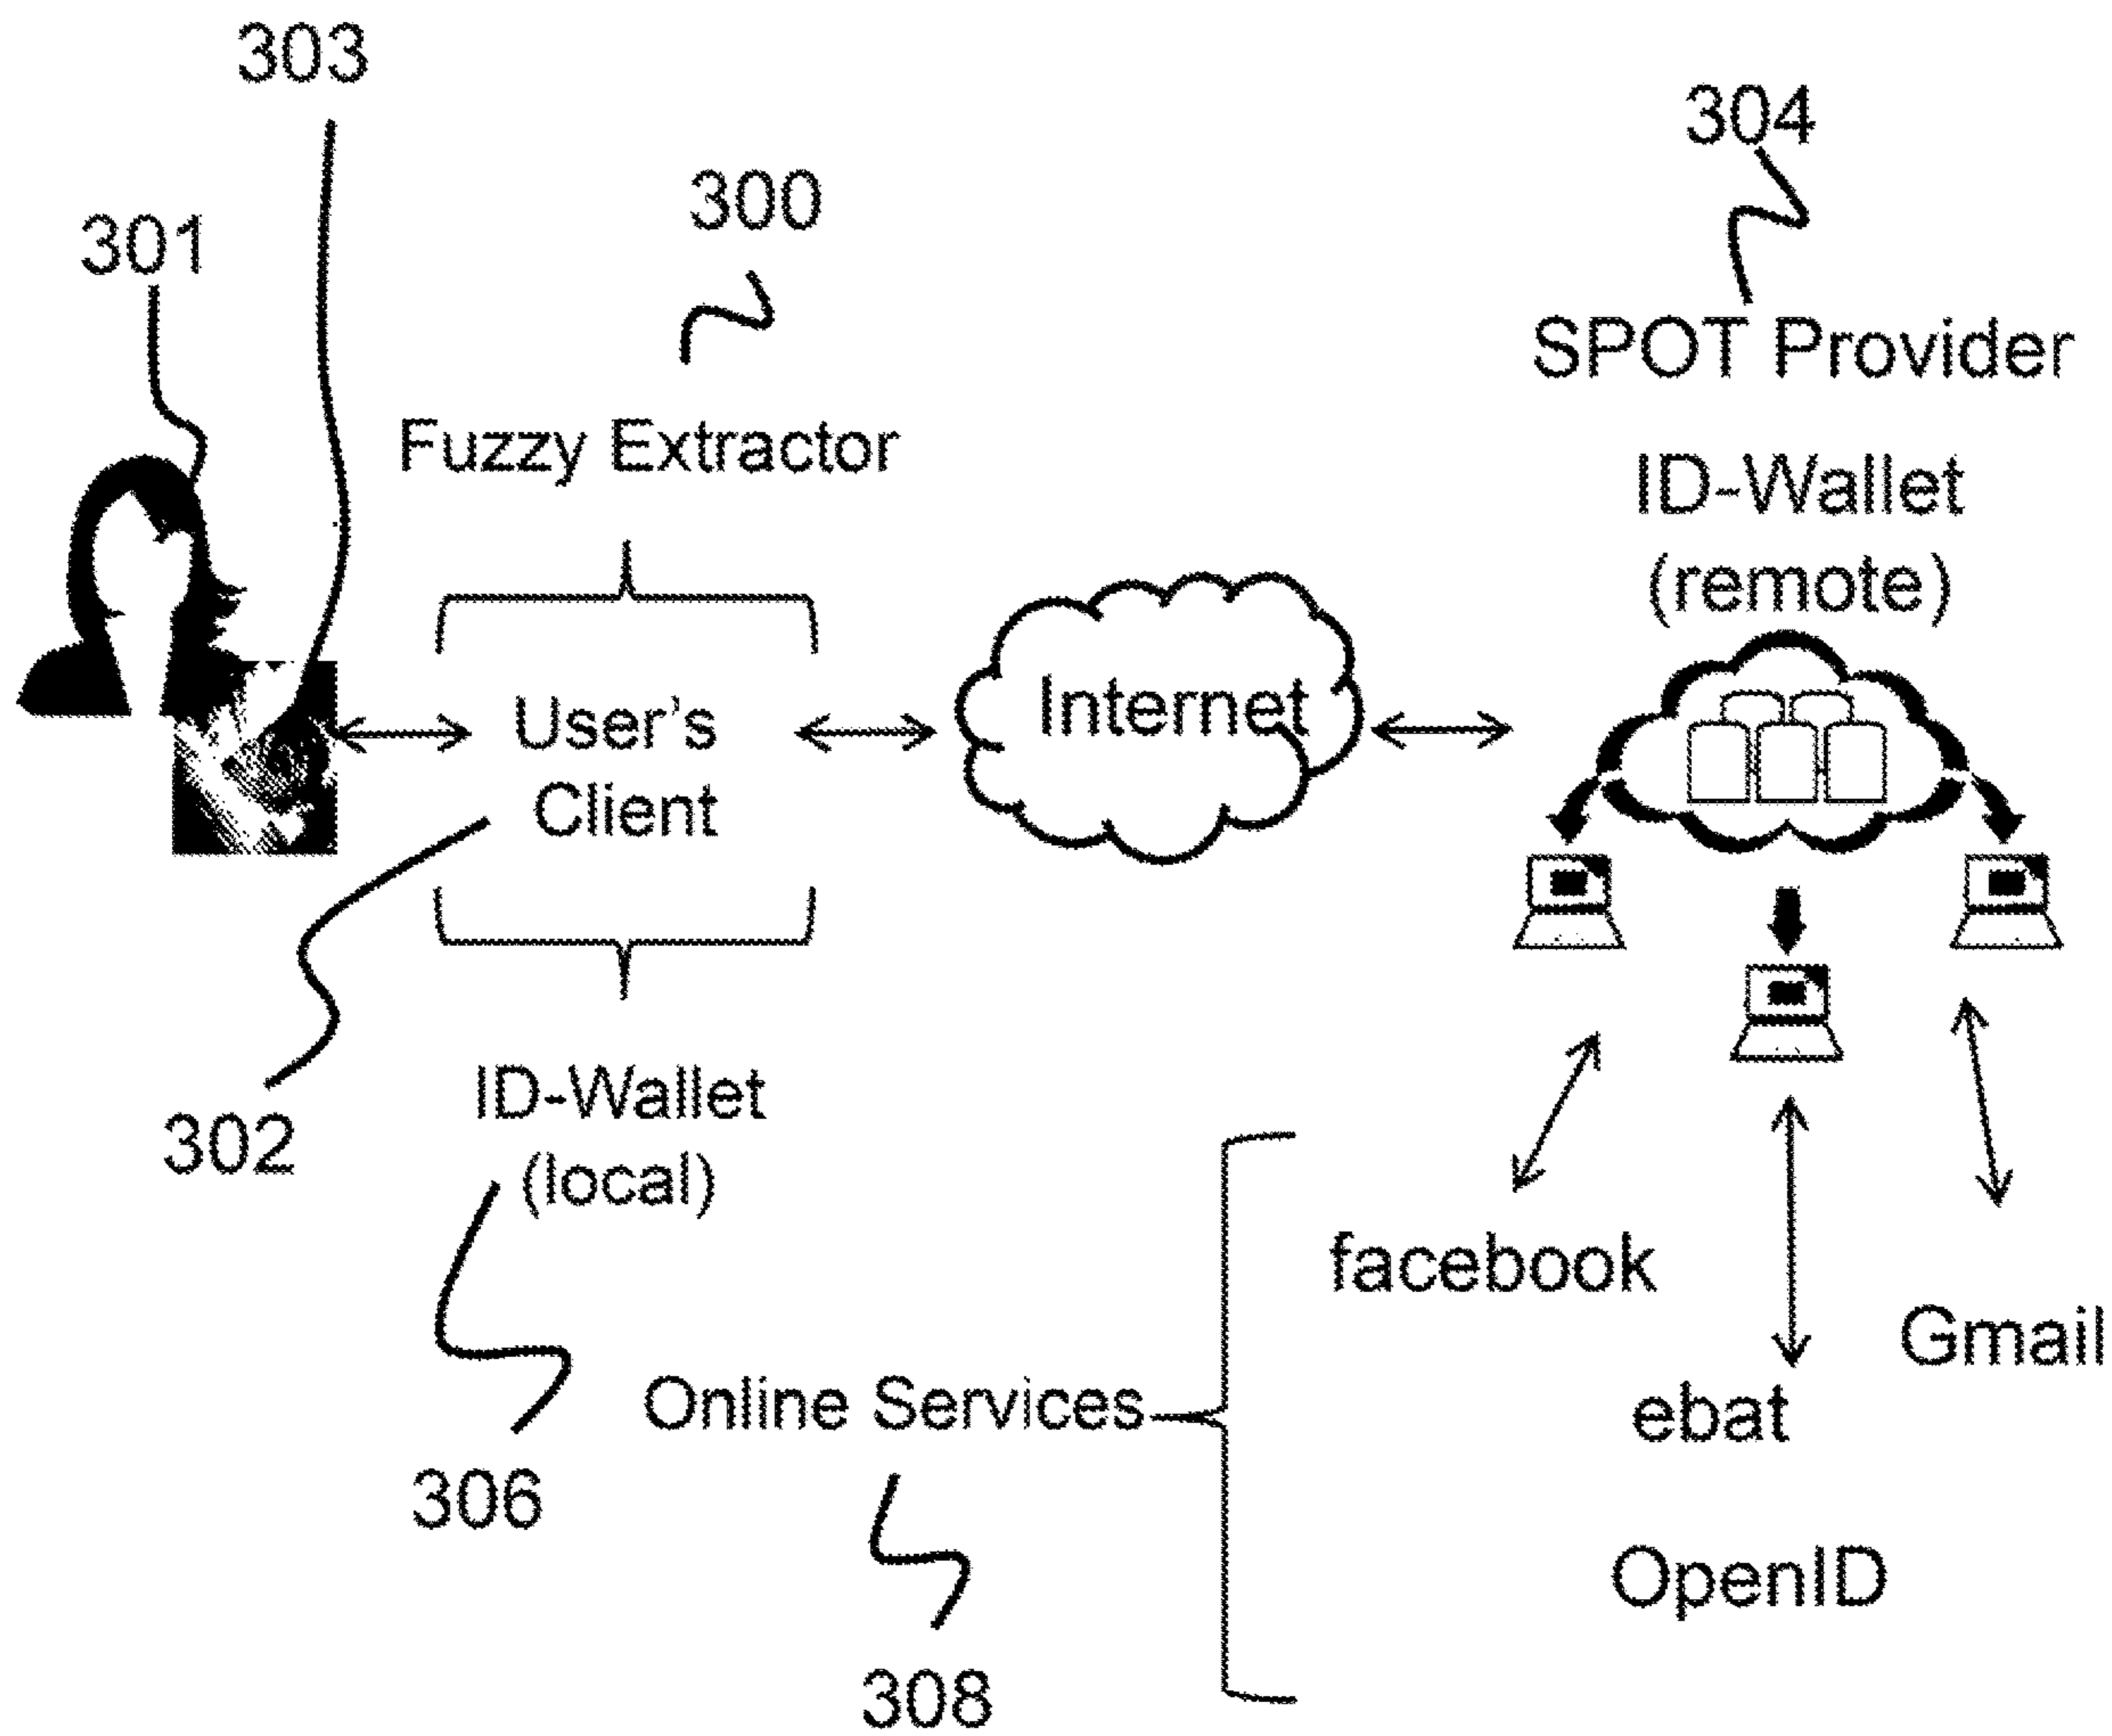 303
304
300
301
SPOT Provider
Fuzzy Extractor
ID-Wallet
(remote)
Internet
User's
Client
ID-Wallet
(local)
302
facebook
Gmail
Online Services
ebat
306
OpenID
308